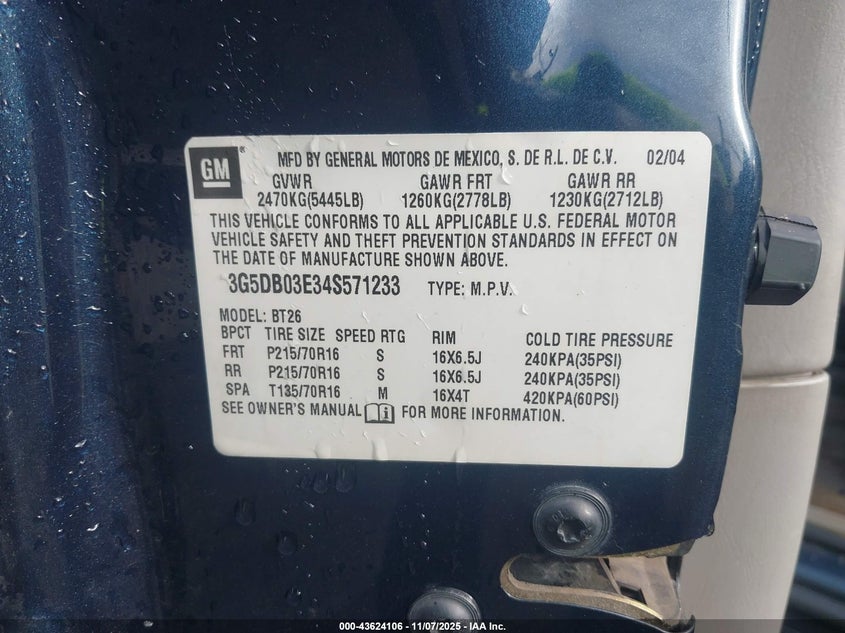 GM ® MFD BY GENERAL MOTORS DE MEXICO, S. DE R.L. DE C.V. 02/04
GVWR GAWR FRT GAWR RR
2470KG(5445LB) 1260KG(2778LB) 1230KG(2712LB)
THIS VEHICLE CONFORMS TO ALL APPLICABLE U.S. FEDERAL MOTOR
VEHICLE SAFETY AND THEFT PREVENTION STANDARDS IN EFFECT ON
THE DATE OF MANUFACTURE SHOWN ABOVE.
3G5DB03E34S571233 TYPE: M.P.V.
MODEL: BT26
BPCT TIRE SIZE SPEED RTG RIM COLD TIRE PRESSURE
FRT P215/70R16 S 16X6.5J 240KPA(35PSI)
RR P215/70R16 S 16X6.5J 240KPA(35PSI)
SPA T135/70R16 M 16X4T 420KPA(60PSI)
SEE OWNER'S MANUAL i FOR MORE INFORMATION.
000-43624106 - 11/07/2025 - IAA Inc.